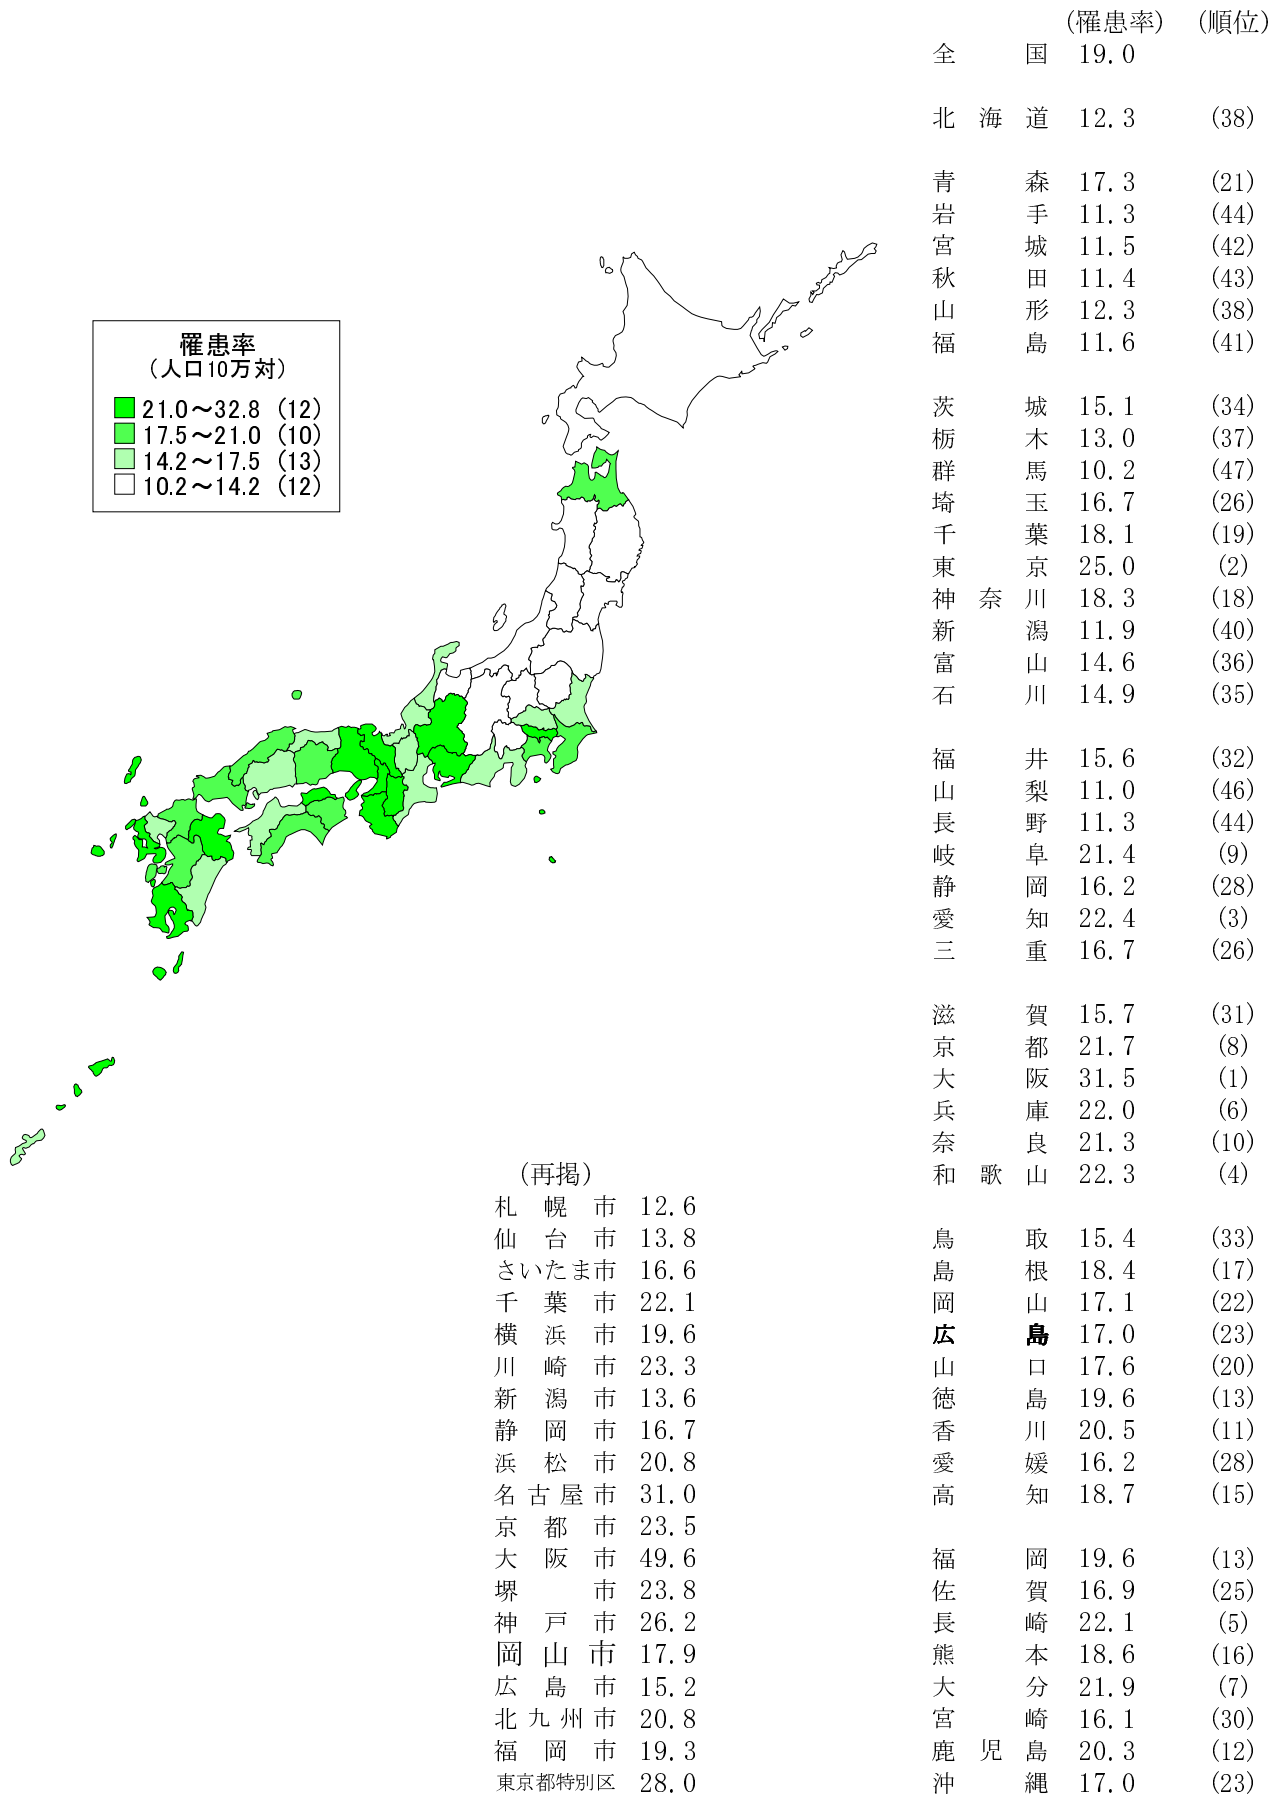 (罹患率) (順位)
全国 19.0
北海道 12.3 (38)
青森 17.3 (21)
岩手 11.3 (44)
宮城 11.5 (42)
秋田 11.4 (43)
山形 12.3 (38)
福島 11.6 (41)
茨城 15.1 (34)
栃木 13.0 (37)
群馬 10.2 (47)
埼玉 16.7 (26)
千葉 18.1 (19)
東京 25.0 (2)
神奈川 18.3 (18)
新潟 11.9 (40)
富山 14.6 (36)
石川 14.9 (35)
福井 15.6 (32)
山梨 11.0 (46)
長野 11.3 (44)
岐阜 21.4 (9)
静岡 16.2 (28)
愛知 22.4 (3)
三重 16.7 (26)
滋賀 15.7 (31)
京都 21.7 (8)
大阪 31.5 (1)
兵庫 22.0 (6)
奈良 21.3 (10)
和歌山 22.3 (4)
鳥取 15.4 (33)
島根 18.4 (17)
岡山 17.1 (22)
広島 17.0 (23)
山口 17.6 (20)
徳島 19.6 (13)
香川 20.5 (11)
愛媛 16.2 (28)
高知 18.7 (15)
福岡 19.6 (13)
佐賀 16.9 (25)
長崎 22.1 (5)
熊本 18.6 (16)
大分 21.9 (7)
宮崎 16.1 (30)
鹿児島 20.3 (12)
沖縄 17.0 (23)
罹患率
(人口10万対)
21.0～32.8 (12)
17.5～21.0 (10)
14.2～17.5 (13)
10.2～14.2 (12)
(再掲)
札幌市 12.6
仙台市 13.8
さいたま市 16.6
千葉市 22.1
横浜市 19.6
川崎市 23.3
新潟市 13.6
静岡市 16.7
浜松市 20.8
名古屋市 31.0
京都市 23.5
大阪市 49.6
堺市 23.8
神戸市 26.2
岡山市 17.9
広島市 15.2
北九州市 20.8
福岡市 19.3
東京都特別区 28.0